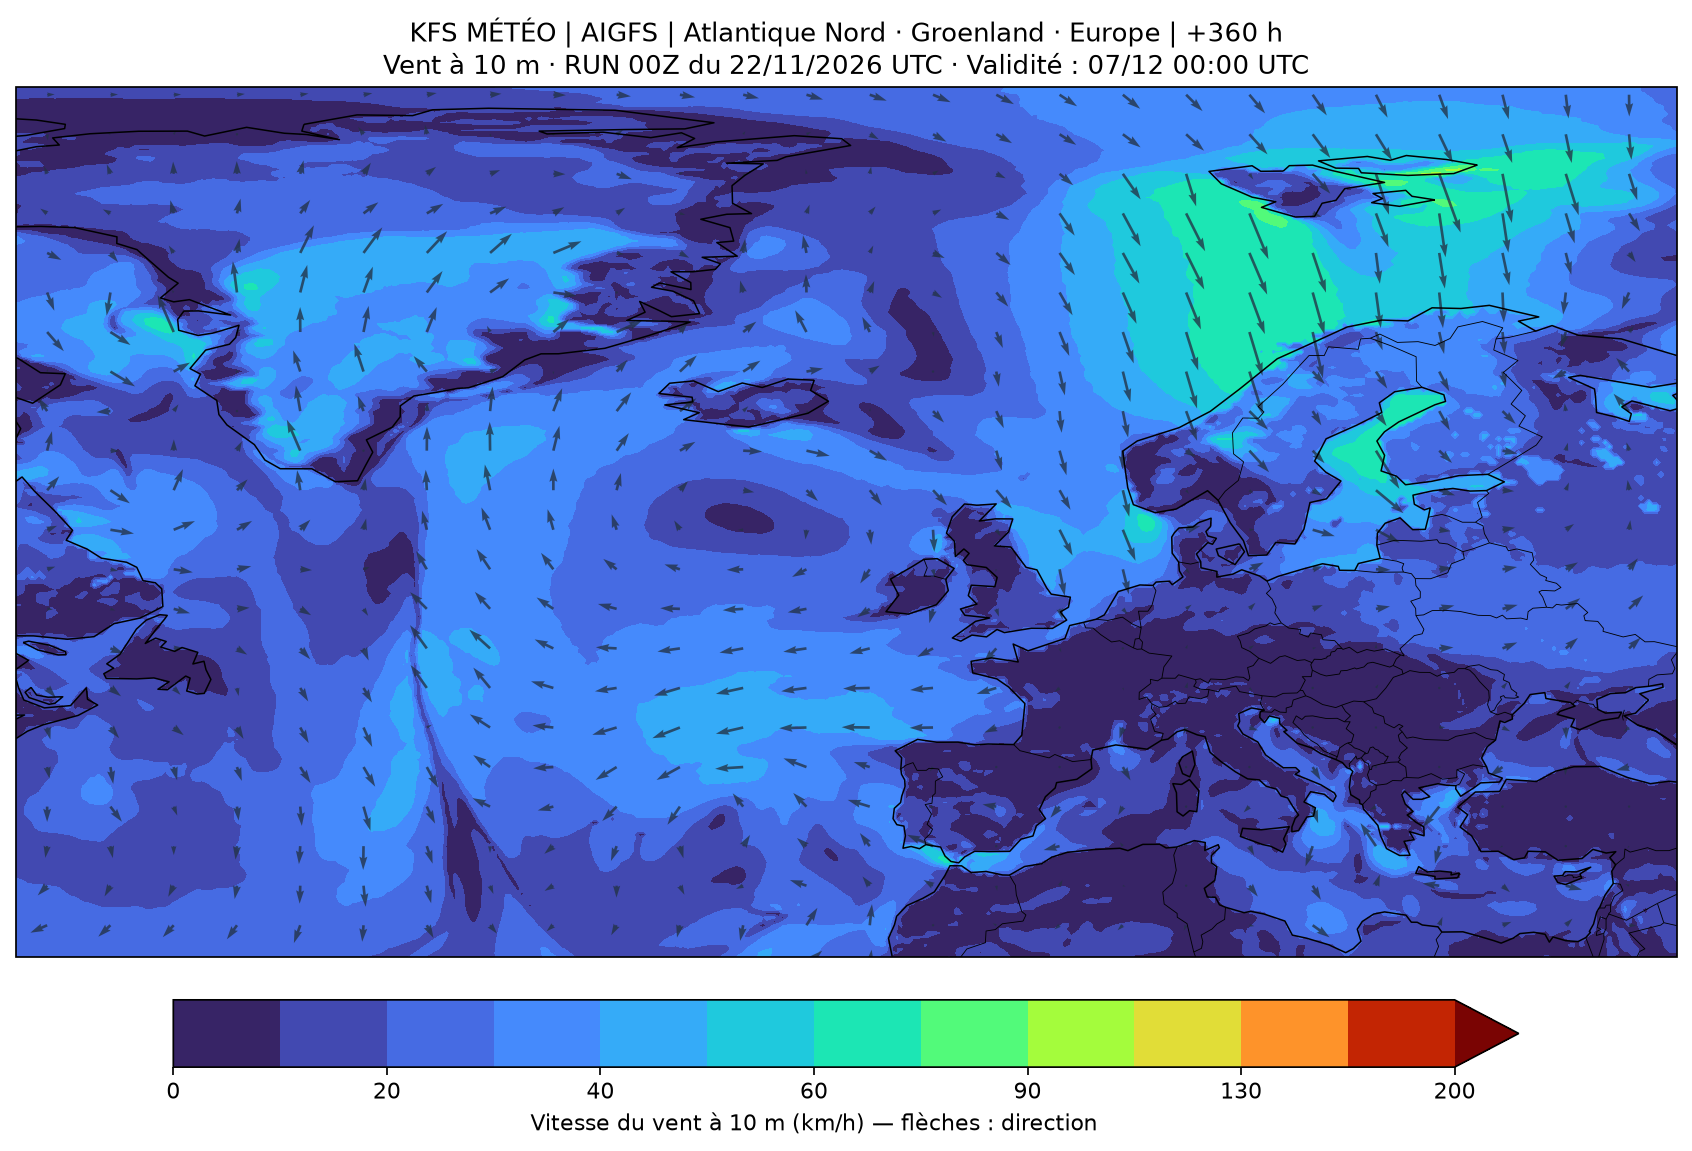 KFS MÉTÉO | AIGFS | Atlantique Nord · Groenland · Europe | +360 h
Vent à 10 m · RUN 00Z du 22/11/2026 UTC · Validité : 07/12 00:00 UTC
0 20 40 60 90 130 200
Vitesse du vent à 10 m (km/h) — flèches : direction